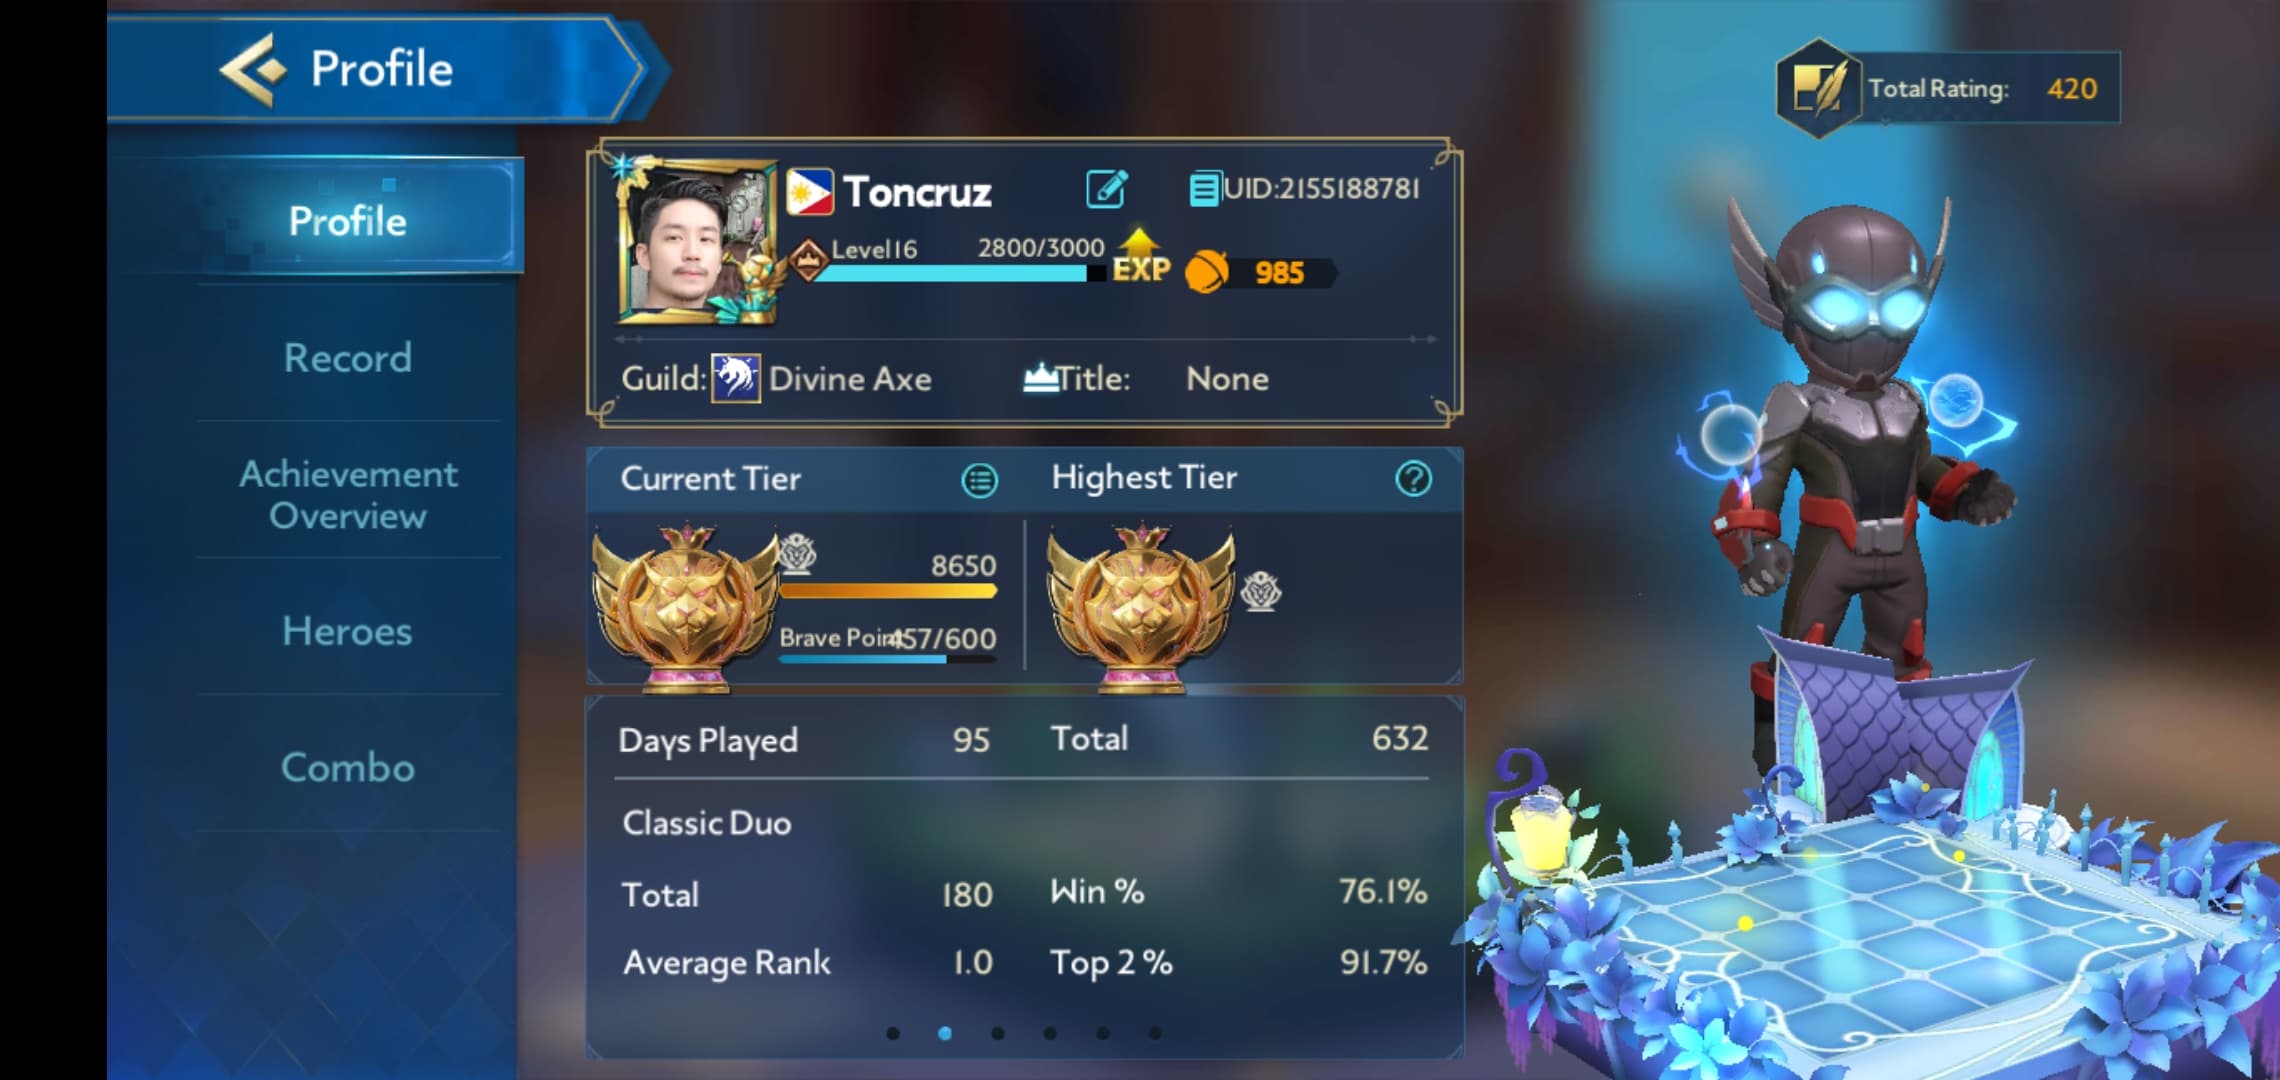 Profile
Total Rating: 420
Profile
Record
Achievement
Overview
Heroes
Combo
Toncruz
UID:2155188781
Level16 2800/3000 EXP 985
Guild: Divine Axe Title: None
Current Tier Highest Tier
8650
Brave Point 457/600
Days Played 95 Total 632
Classic Duo
Total 180 Win % 76.1%
Average Rank 1.0 Top 2 % 91.7%